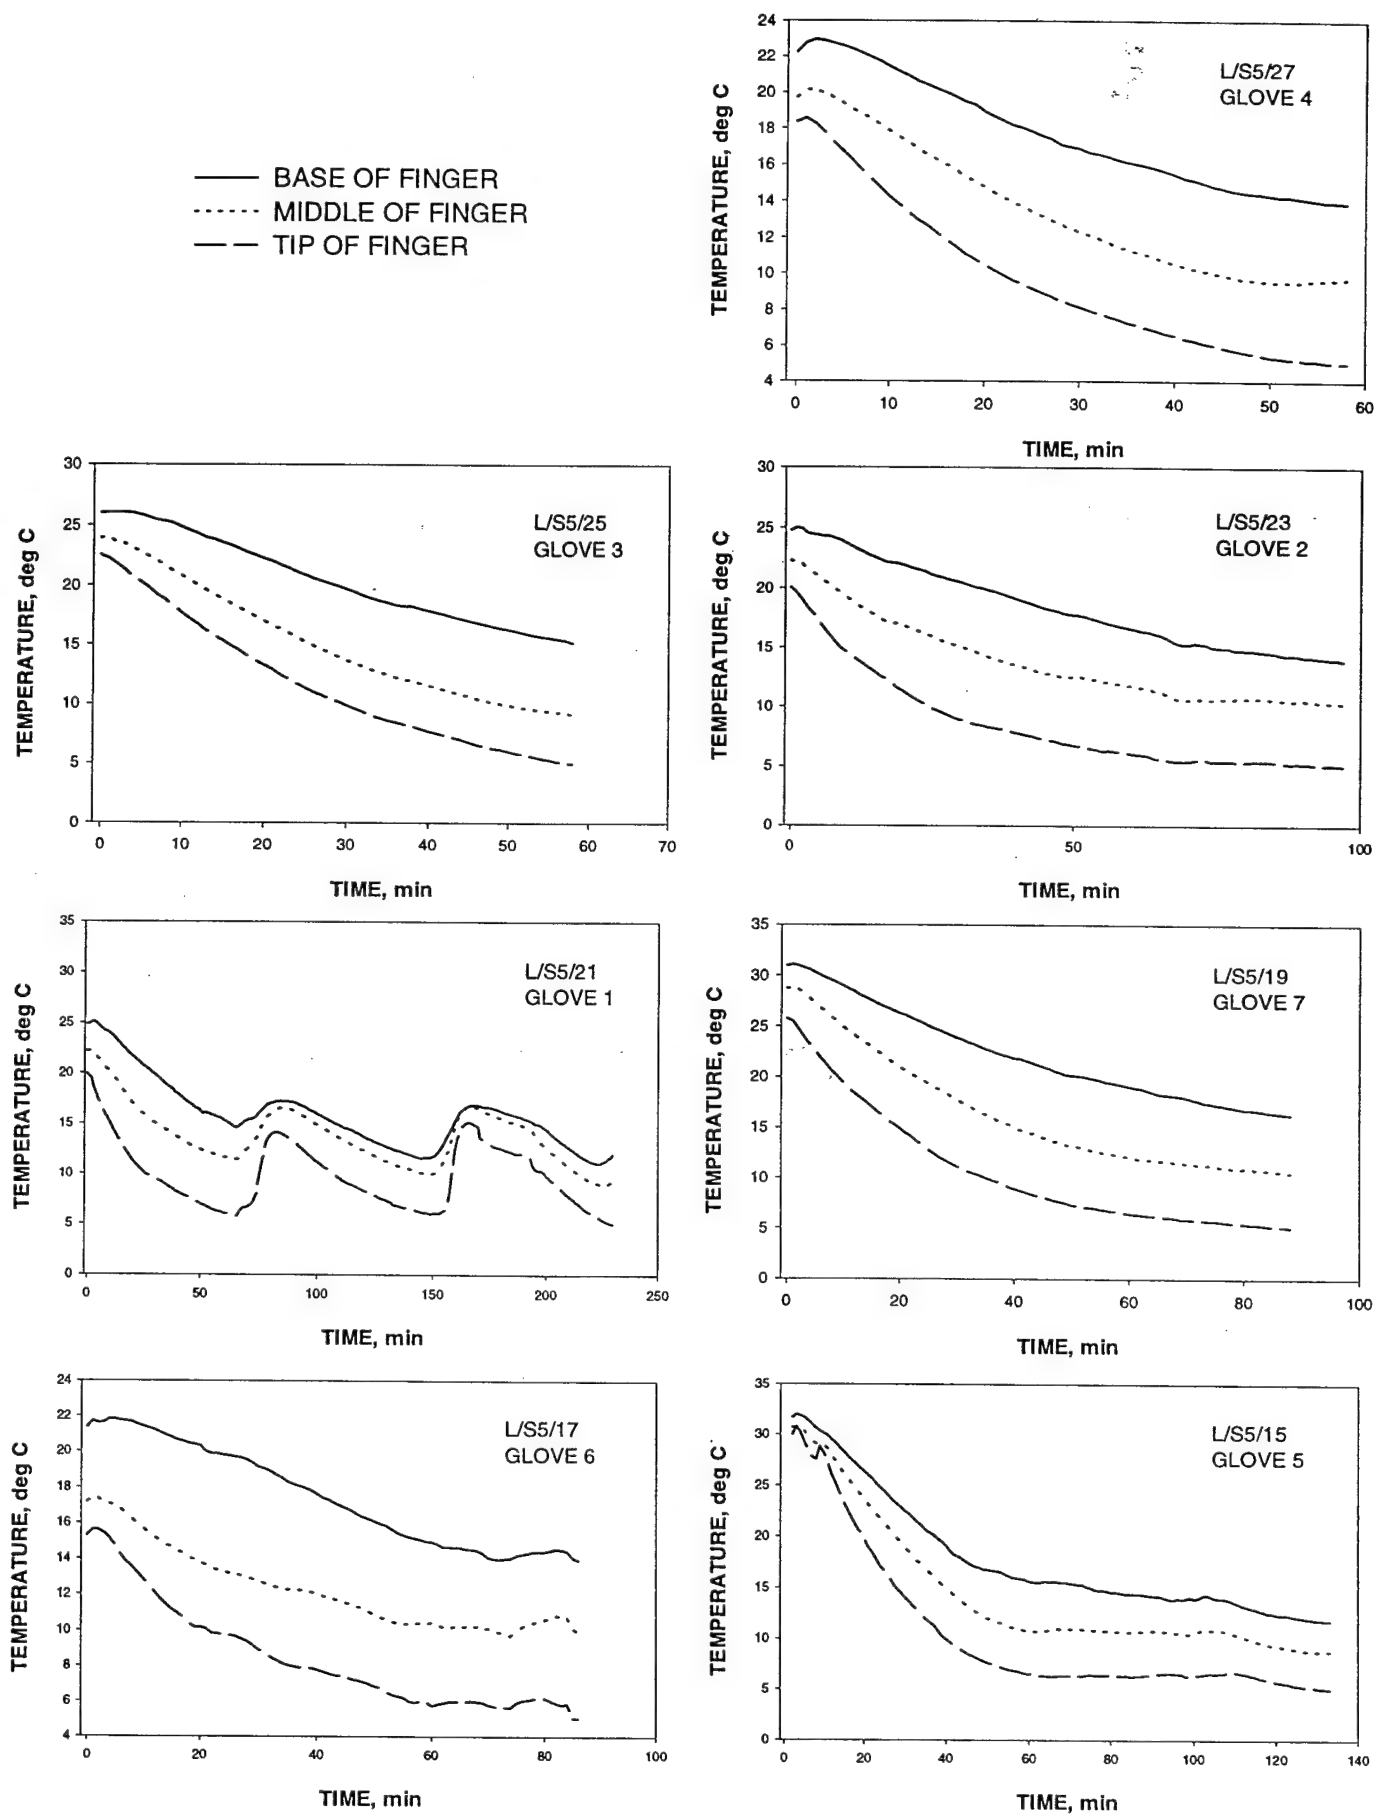 BASE OF FINGER
MIDDLE OF FINGER
TIP OF FINGER
TEMPERATURE, deg C
24
22
20
18
16
14
12
10
8
6
4
L/S5/27
GLOVE 4
0 10 20 30 40 50 60
TIME, min
TEMPERATURE, deg C
30
25
20
15
10
5
0
L/S5/25
GLOVE 3
0 10 20 30 40 50 60 70
TIME, min
TEMPERATURE, deg C
30
25
20
15
10
5
0
L/S5/23
GLOVE 2
0 50 100
TIME, min
TEMPERATURE, deg C
35
30
25
20
15
10
5
0
L/S5/21
GLOVE 1
0 50 100 150 200 250
TIME, min
TEMPERATURE, deg C
35
30
25
20
15
10
5
0
L/S5/19
GLOVE 7
0 20 40 60 80 100
TIME, min
TEMPERATURE, deg C
24
22
20
18
16
14
12
10
8
6
4
L/S5/17
GLOVE 6
0 20 40 60 80 100
TIME, min
TEMPERATURE, deg C
35
30
25
20
15
10
5
0
L/S5/15
GLOVE 5
0 20 40 60 80 100 120 140
TIME, min